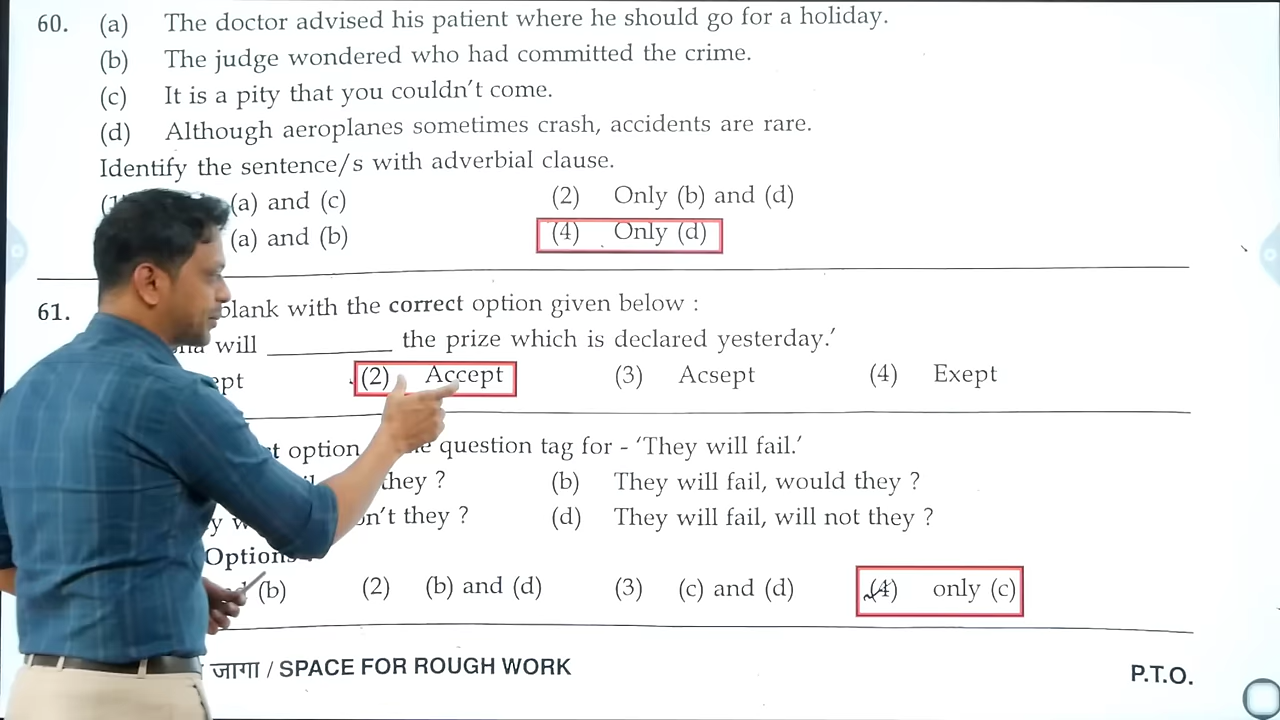 60. (a) The doctor advised his patient where he should go for a holiday.
(b) The judge wondered who had committed the crime.
(c) It is a pity that you couldn't come.
(d) Although aeroplanes sometimes crash, accidents are rare.
Identify the sentence/s with adverbial clause.
(a) and (c) (2) Only (b) and (d)
(a) and (b) (4) Only (d)
61. blank with the correct option given below :
will __________ the prize which is declared yesterday.'
(2) Accept (3) Acsept (4) Exept
option question tag for - 'They will fail.'
they ? (b) They will fail, would they ?
they ? (d) They will fail, will not they ?
Options :
(b) (2) (b) and (d) (3) (c) and (d) (4) only (c)
जागा / SPACE FOR ROUGH WORK P.T.O.